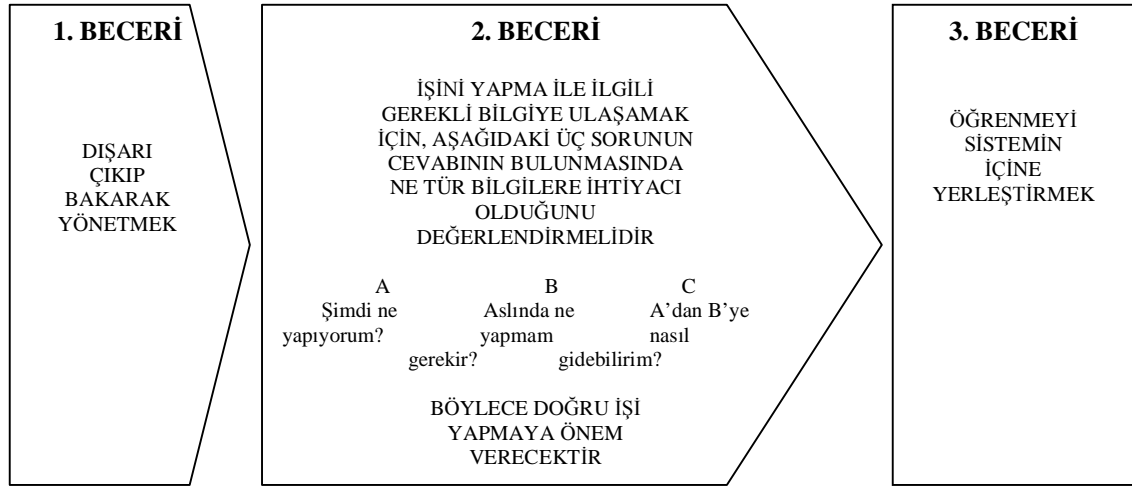 1. BECERİ
DIŞARI
ÇIKIP
BAKARAK
YÖNETMEK
2. BECERİ
İŞİNİ YAPMA İLE İLGİLİ
GEREKLİ BİLGİYE ULAŞAMAK
İÇİN, AŞAĞIDAKİ ÜÇ SORUNUN
CEVABININ BULUNMASINDA
NE TÜR BİLGİLERE İHTİYACI
OLDUĞUNU
DEĞERLENDİRMELİDİR
A B C
Şimdi ne Aslında ne A’dan B’ye
yapıyorum? yapmam nasıl
gerekir? gidebilirim?
BÖYLECE DOĞRU İŞİ
YAPMAYA ÖNEM
VERECEKTİR
3. BECERİ
ÖĞRENMEYİ
SİSTEMİN
İÇİNE
YERLEŞTİRMEK